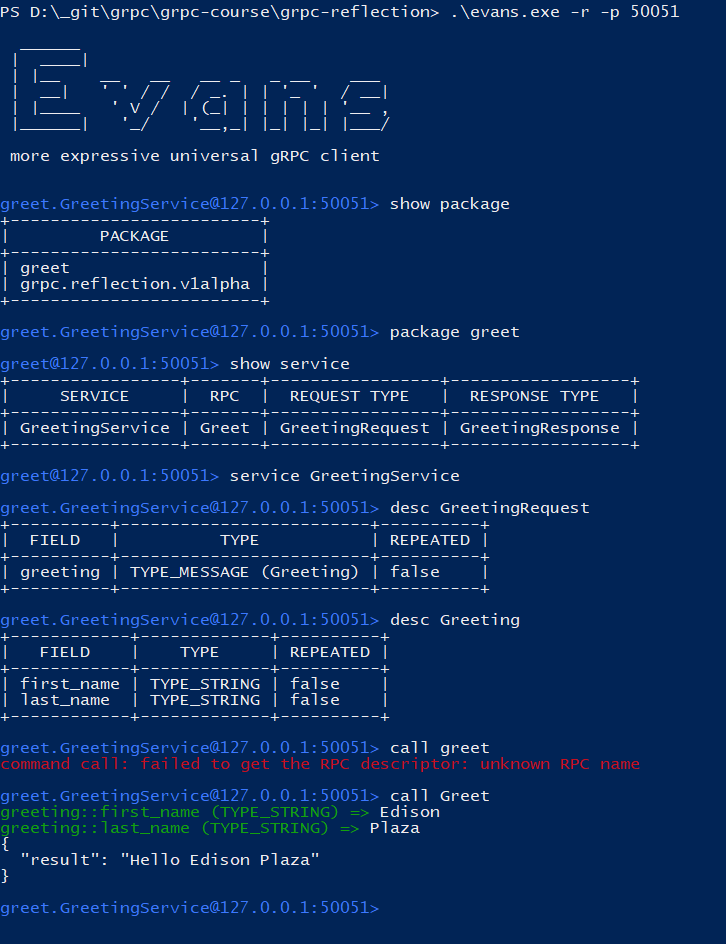 PS D:\_git\grpc\grpc-course\grpc-reflection> .\evans.exe -r -p 50051
Evans
more expressive universal gRPC client
greet.GreetingService@127.0.0.1:50051> show package
+-------------------------+
|         PACKAGE         |
+-------------------------+
| greet                   |
| grpc.reflection.v1alpha |
+-------------------------+
greet.GreetingService@127.0.0.1:50051> package greet
greet@127.0.0.1:50051> show service
+-----------------+-------+-----------------+------------------+
|     SERVICE     |  RPC  |  REQUEST TYPE   |  RESPONSE TYPE   |
+-----------------+-------+-----------------+------------------+
| GreetingService | Greet | GreetingRequest | GreetingResponse |
+-----------------+-------+-----------------+------------------+
greet@127.0.0.1:50051> service GreetingService
greet.GreetingService@127.0.0.1:50051> desc GreetingRequest
+----------+-------------------------+----------+
|  FIELD   |          TYPE           | REPEATED |
+----------+-------------------------+----------+
| greeting | TYPE_MESSAGE (Greeting) | false    |
+----------+-------------------------+----------+
greet.GreetingService@127.0.0.1:50051> desc Greeting
+------------+-------------+----------+
|   FIELD    |    TYPE     | REPEATED |
+------------+-------------+----------+
| first_name | TYPE_STRING | false    |
| last_name  | TYPE_STRING | false    |
+------------+-------------+----------+
greet.GreetingService@127.0.0.1:50051> call greet
command call: failed to get the RPC descriptor: unknown RPC name
greet.GreetingService@127.0.0.1:50051> call Greet
greeting::first_name (TYPE_STRING) => Edison
greeting::last_name (TYPE_STRING) => Plaza
{
  "result": "Hello Edison Plaza"
}
greet.GreetingService@127.0.0.1:50051>